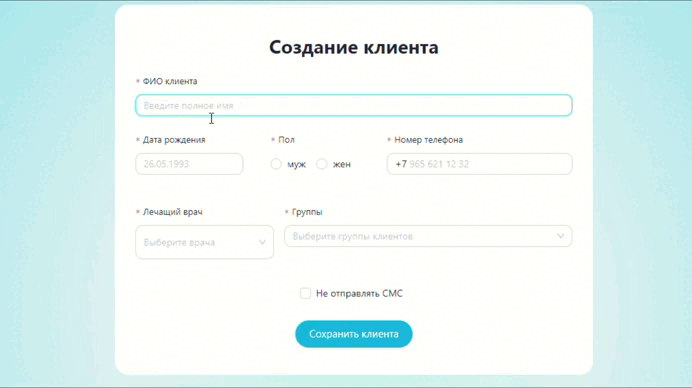 Создание клиента
* ФИО клиента
Введите полное имя
* Дата рождения * Пол * Номер телефона
26.05.1993 муж жен +7 965 621 12 32
* Лечащий врач * Группы
Выберите врача Выберите группы клиентов
Не отправлять СМС
Сохранить клиента